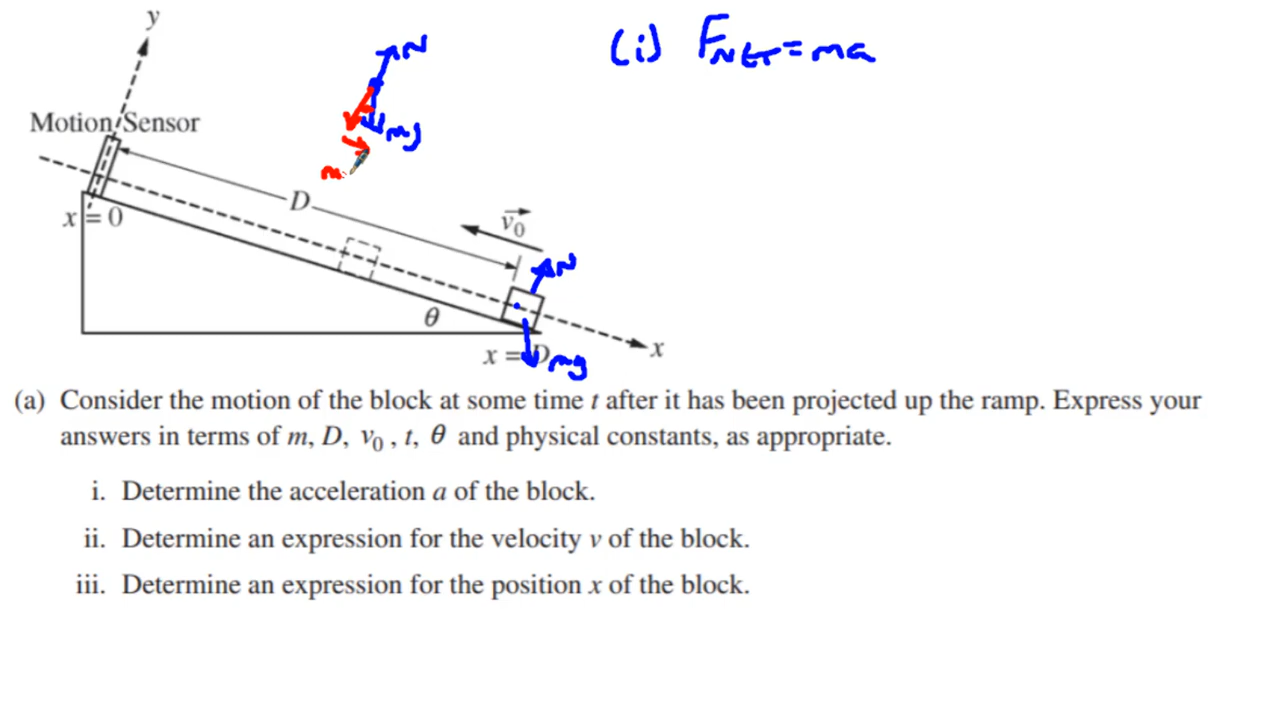 y
N
(i) F_NET = ma
Motion Sensor
mg
m
D
x = 0
v₀
N
θ
x = D
mg
x
(a) Consider the motion of the block at some time t after it has been projected up the ramp. Express your
answers in terms of m, D, v₀, t, θ and physical constants, as appropriate.
i. Determine the acceleration a of the block.
ii. Determine an expression for the velocity v of the block.
iii. Determine an expression for the position x of the block.